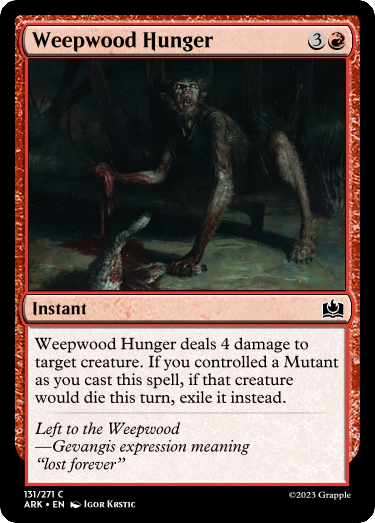 Weepwood Hunger 3
Instant
Weepwood Hunger deals 4 damage to
target creature. If you controlled a Mutant
as you cast this spell, if that creature
would die this turn, exile it instead.
Left to the Weepwood
—Gevangis expression meaning
“lost forever”
131/271 C
ARK • EN Igor Krstic
©2023 Grapple